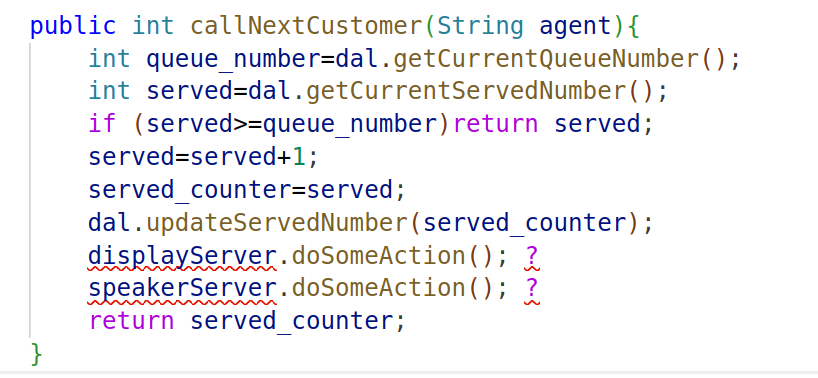 public int callNextCustomer(String agent){
    int queue_number=dal.getCurrentQueueNumber();
    int served=dal.getCurrentServedNumber();
    if (served>=queue_number)return served;
    served=served+1;
    served_counter=served;
    dal.updateServedNumber(served_counter);
    displayServer.doSomeAction(); ?
    speakerServer.doSomeAction(); ?
    return served_counter;
}